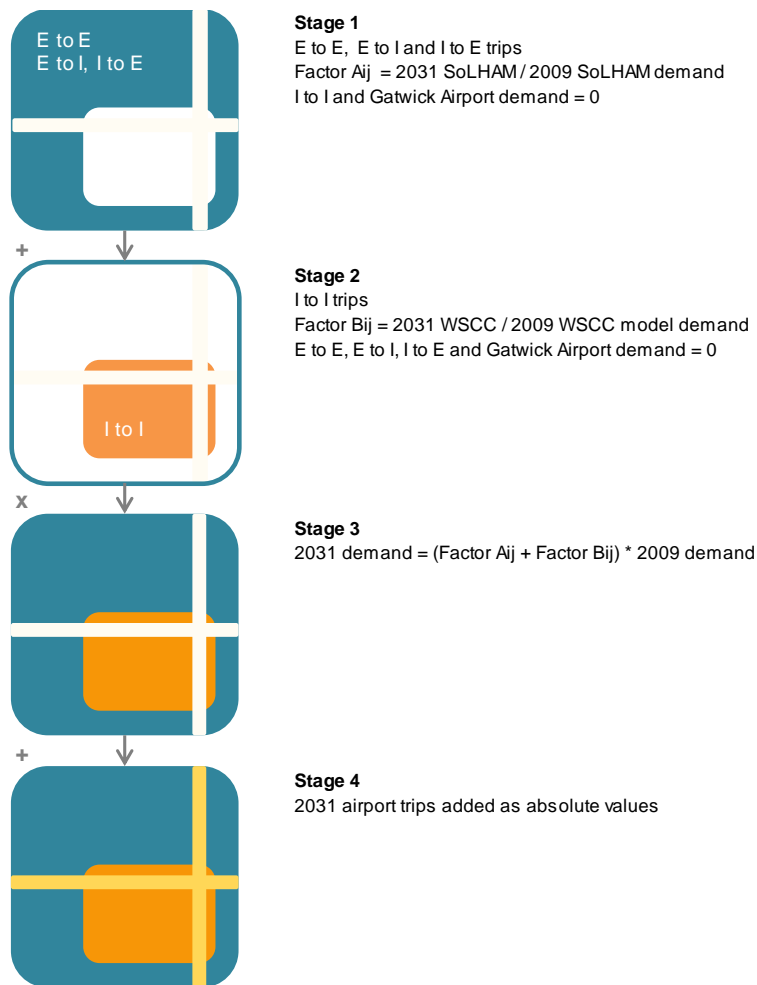 E to E
E to I, I to E
Stage 1
E to E, E to I and I to E trips
Factor Aij = 2031 SoLHAM / 2009 SoLHAM demand
I to I and Gatwick Airport demand = 0
+
Stage 2
I to I trips
Factor Bij = 2031 WSCC / 2009 WSCC model demand
E to E, E to I, I to E and Gatwick Airport demand = 0
I to I
x
Stage 3
2031 demand = (Factor Aij + Factor Bij) * 2009 demand
+
Stage 4
2031 airport trips added as absolute values